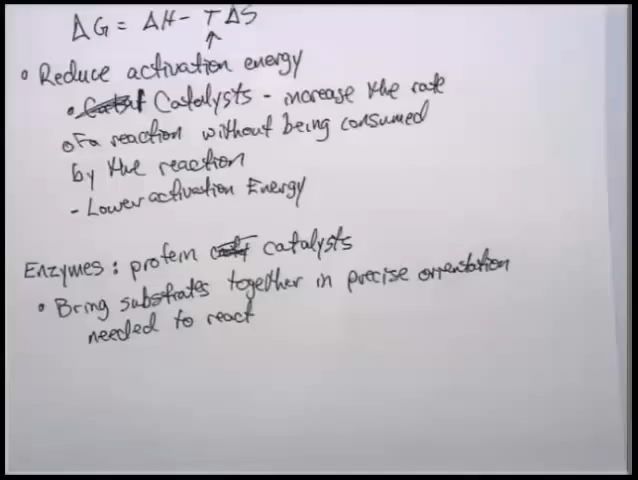 ΔG = ΔH - TΔS
↑
• Reduce activation energy
• Catalysts - increase the rate
of a reaction without being consumed
by the reaction
- Lower activation Energy
Enzymes: protein catalysts
• Bring substrates together in precise orientation
needed to react